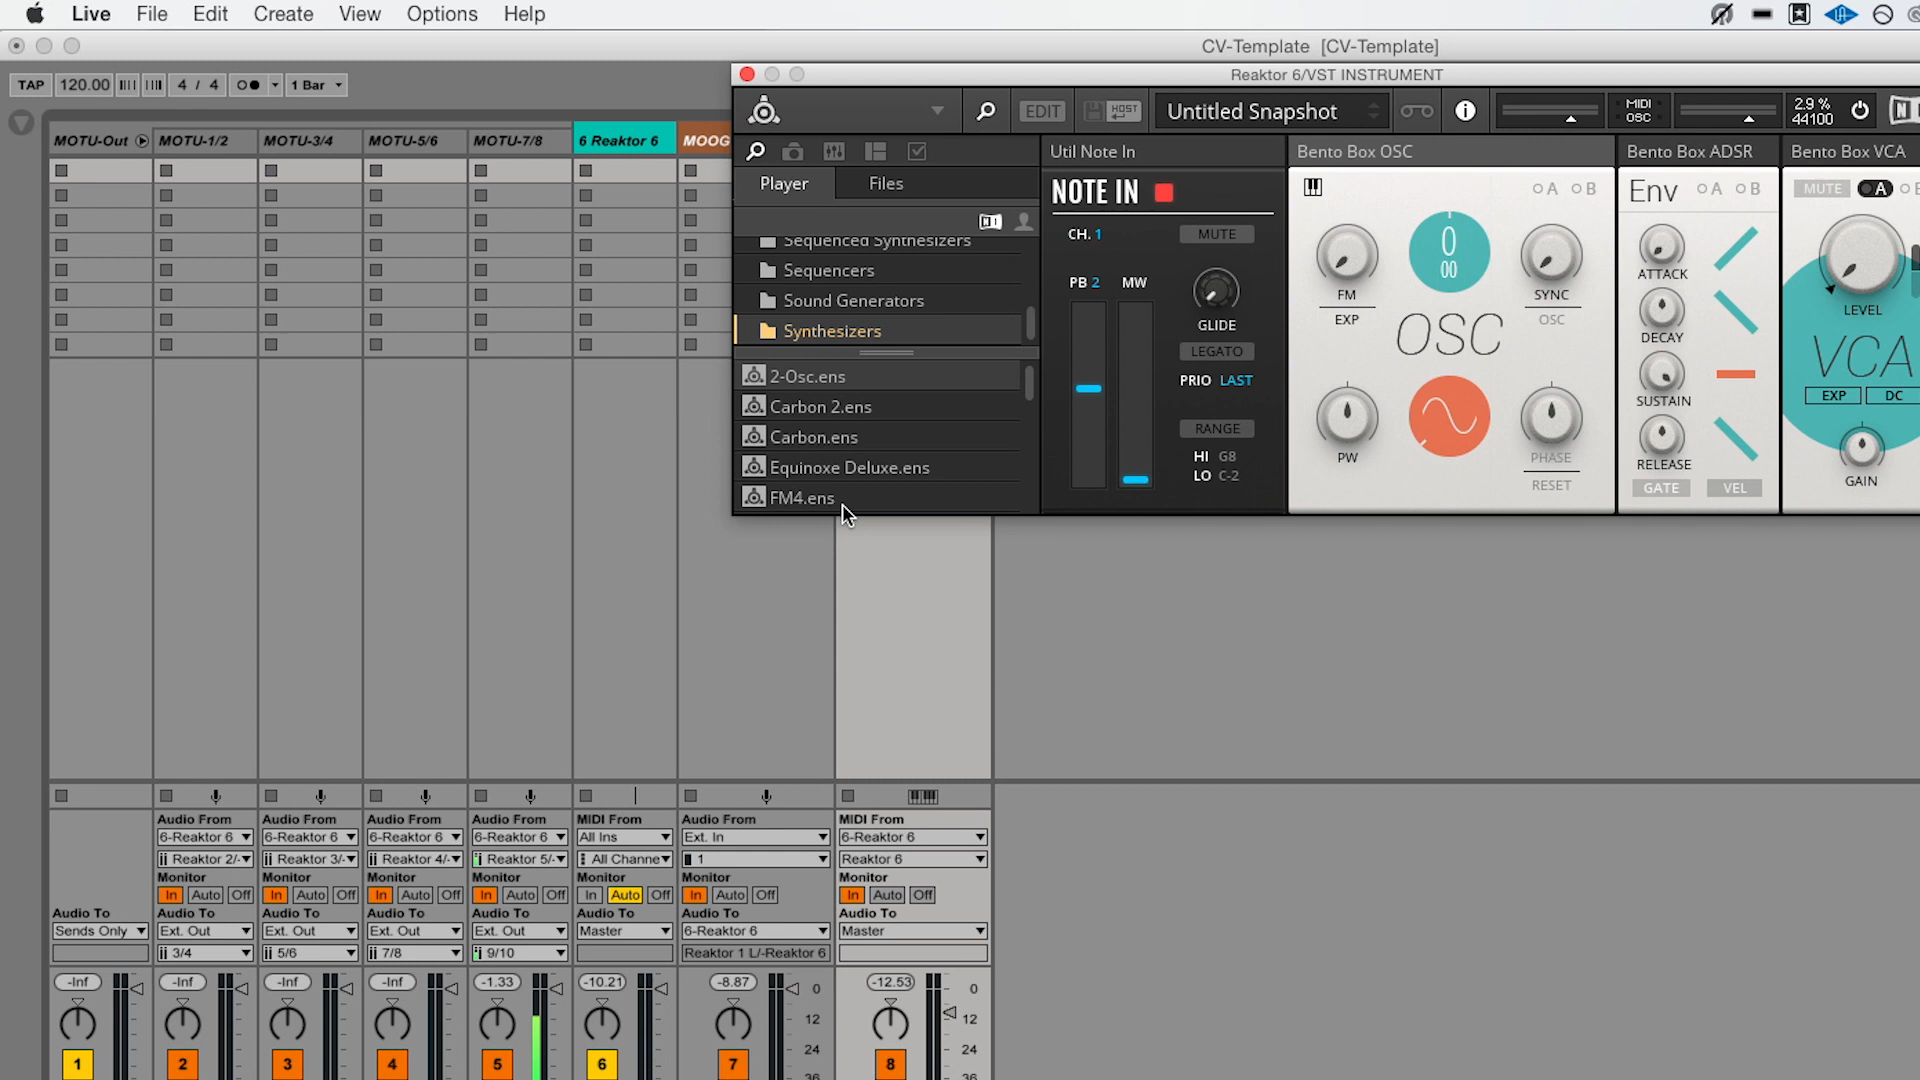 Live File Edit Create View Options Help
CV-Template [CV-Template]
TAP 120.00 4 / 4 1 Bar
Reaktor 6/VST INSTRUMENT
EDIT HOST Untitled Snapshot MIDI OSC 2.9 % 44100
MOTU-Out MOTU-1/2 MOTU-3/4 MOTU-5/6 MOTU-7/8 6 Reaktor 6 MOOG
Player Files
Sequenced Synthesizers
Sequencers
Sound Generators
Synthesizers
2-Osc.ens
Carbon 2.ens
Carbon.ens
Equinoxe Deluxe.ens
FM4.ens
Util Note In
NOTE IN
CH. 1 MUTE
PB 2 MW
GLIDE
LEGATO
PRIO LAST
RANGE
HI G8
LO C-2
Bento Box OSC
A B
0
00
FM SYNC
EXP OSC
OSC
PW PHASE
RESET
Bento Box ADSR
Env A B
ATTACK
DECAY
SUSTAIN
RELEASE
GATE VEL
Bento Box VCA
MUTE A
LEVEL
VCA
EXP DC
GAIN
Audio From Audio From Audio From Audio From MIDI From Audio From MIDI From
6-Reaktor 6 6-Reaktor 6 6-Reaktor 6 6-Reaktor 6 All Ins Ext. In 6-Reaktor 6
Reaktor 2/- Reaktor 3/- Reaktor 4/- Reaktor 5/- All Channe 1 Reaktor 6
Monitor Monitor Monitor Monitor Monitor Monitor Monitor
In Auto Off In Auto Off In Auto Off In Auto Off In Auto Off In Auto Off In Auto Off
Audio To Audio To Audio To Audio To Audio To Audio To Audio To Audio To
Sends Only Ext. Out Ext. Out Ext. Out Ext. Out Master 6-Reaktor 6 Master
3/4 5/6 7/8 9/10 Reaktor 1 L/-Reaktor 6
-Inf -Inf -Inf -Inf -1.33 -10.21 -8.87 0 -12.53 0
12 12
24 24
1 2 3 4 5 6 7 36 8 36